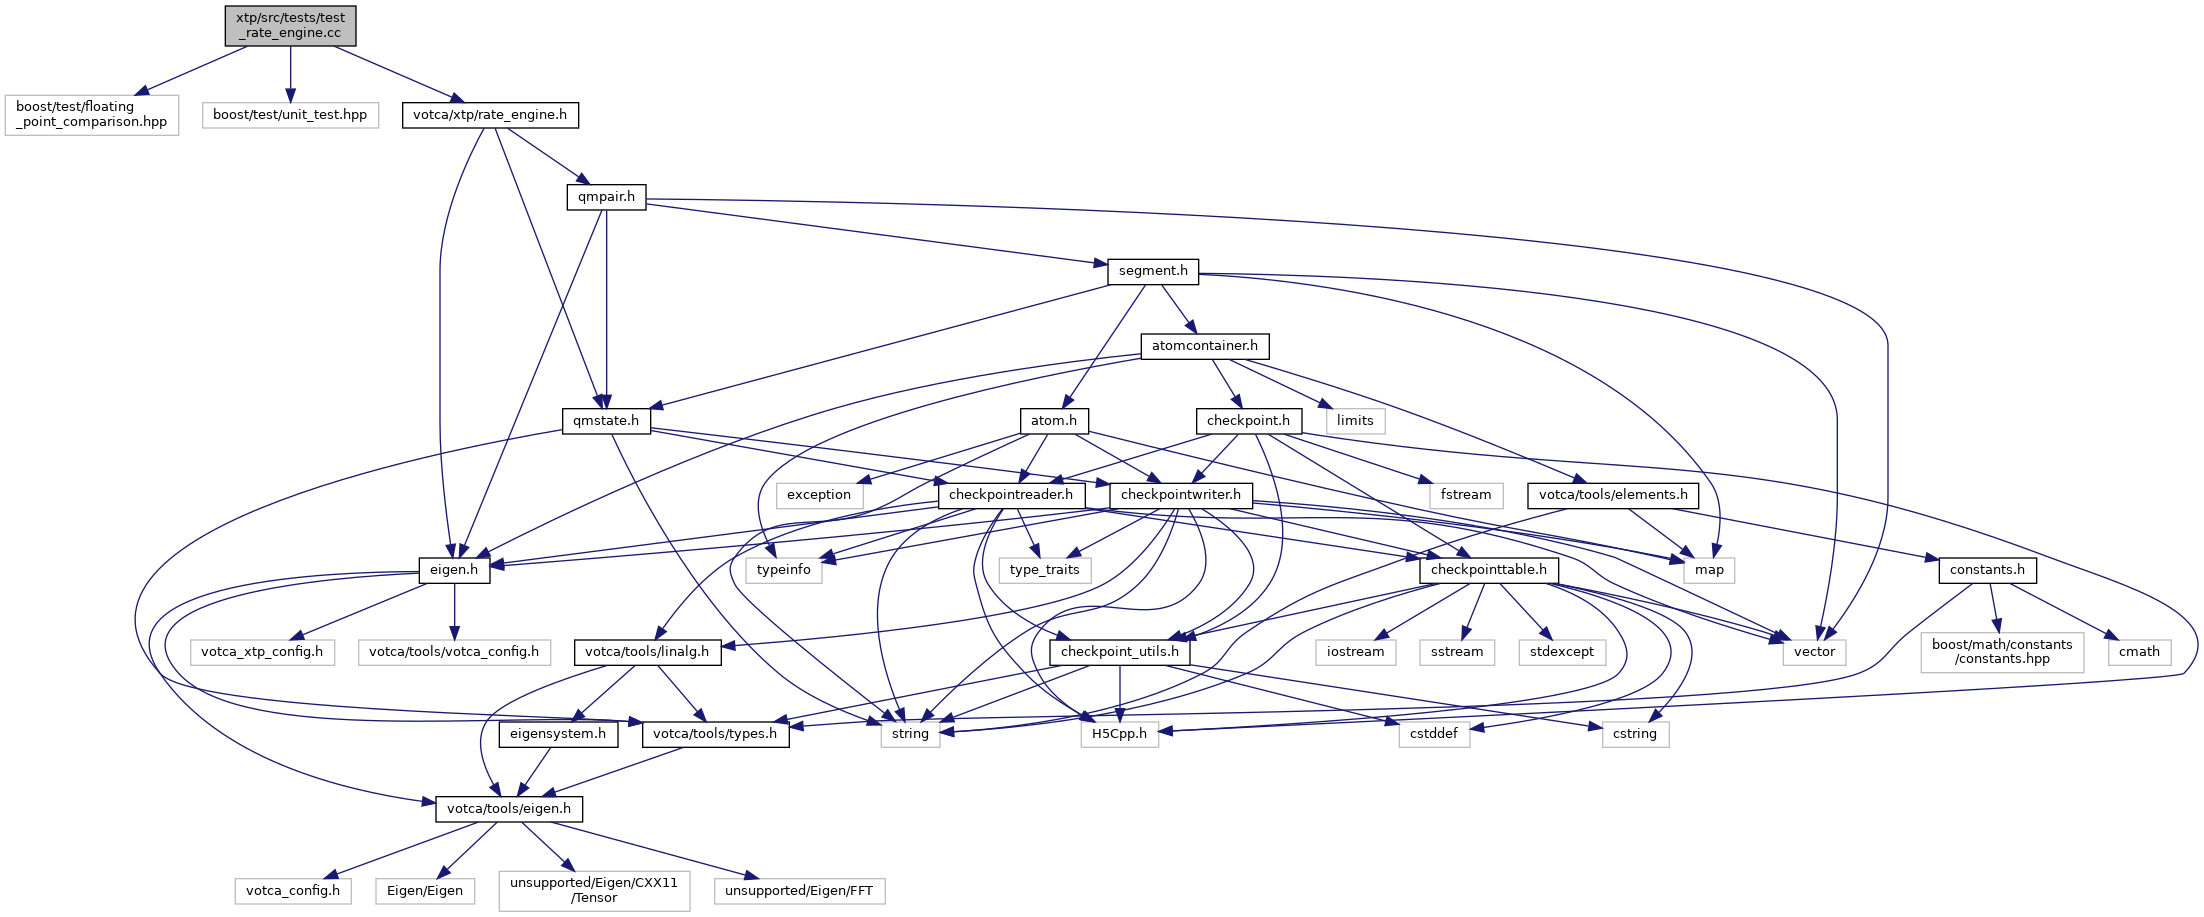 xtp/src/tests/test
_rate_engine.cc
boost/test/floating
_point_comparison.hpp
boost/test/unit_test.hpp
votca/xtp/rate_engine.h
qmpair.h
segment.h
atomcontainer.h
qmstate.h
atom.h
checkpoint.h
limits
exception
checkpointreader.h
checkpointwriter.h
fstream
votca/tools/elements.h
eigen.h
typeinfo
type_traits
checkpointtable.h
map
constants.h
votca_xtp_config.h
votca/tools/votca_config.h
votca/tools/linalg.h
checkpoint_utils.h
iostream
sstream
stdexcept
vector
boost/math/constants
/constants.hpp
cmath
eigensystem.h
votca/tools/types.h
string
H5Cpp.h
cstddef
cstring
votca/tools/eigen.h
votca_config.h
Eigen/Eigen
unsupported/Eigen/CXX11
/Tensor
unsupported/Eigen/FFT